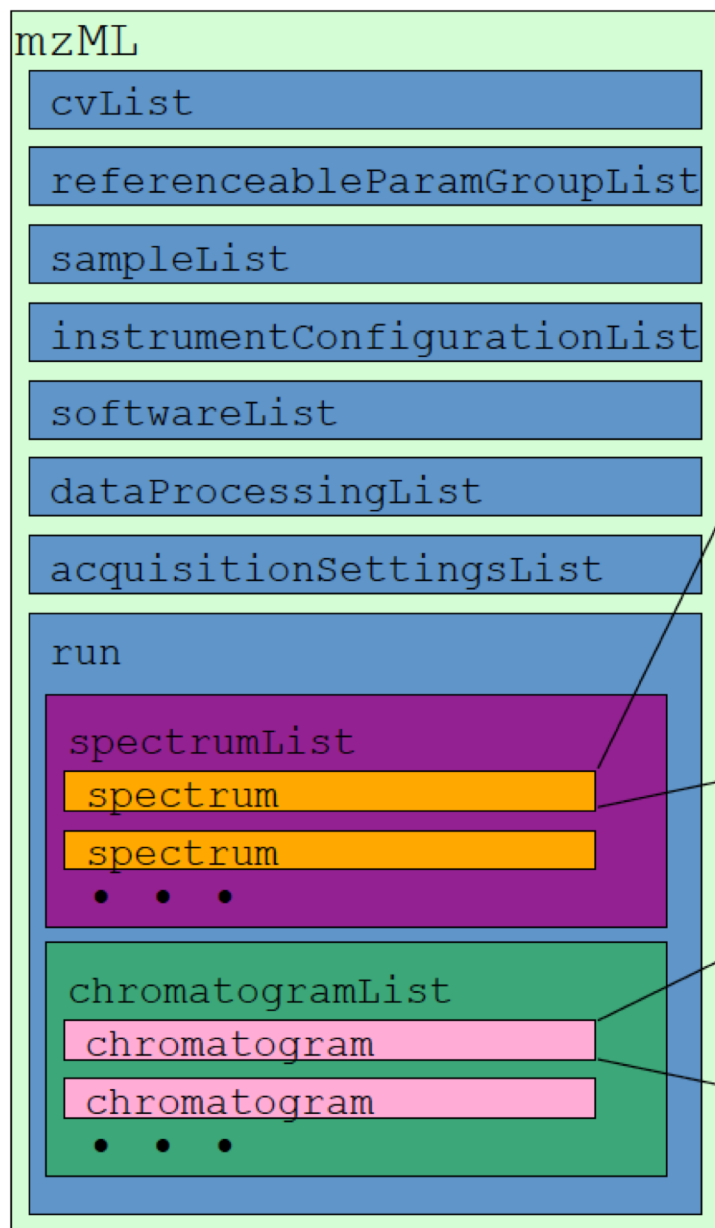 mzML
cvList
referenceableParamGroupList
sampleList
instrumentConfigurationList
softwareList
dataProcessingList
acquisitionSettingsList
run
spectrumList
spectrum
spectrum
• • •
chromatogramList
chromatogram
chromatogram
• • •